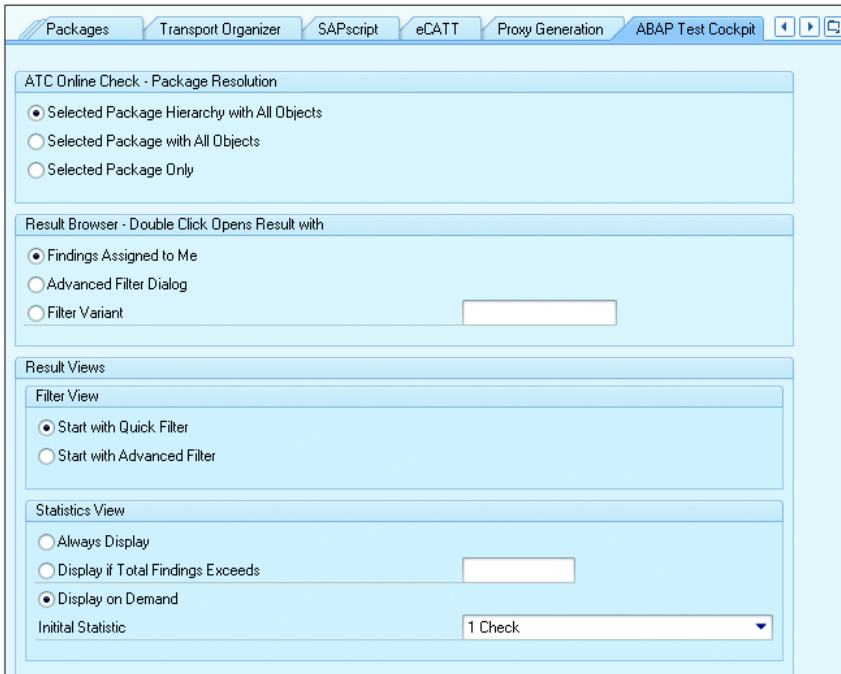 Packages Transport Organizer SAPscript eCATT Proxy Generation ABAP Test Cockpit
ATC Online Check - Package Resolution
Selected Package Hierarchy with All Objects
Selected Package with All Objects
Selected Package Only
Result Browser - Double Click Opens Result with
Findings Assigned to Me
Advanced Filter Dialog
Filter Variant
Result Views
Filter View
Start with Quick Filter
Start with Advanced Filter
Statistics View
Always Display
Display if Total Findings Exceeds
Display on Demand
Initital Statistic 1 Check